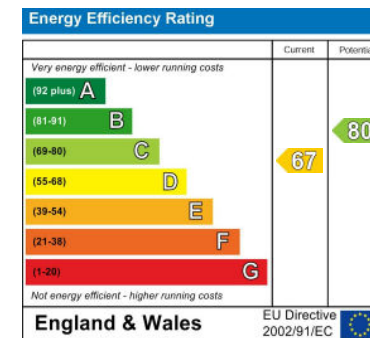 Energy Efficiency Rating
Current Potentia
Very energy efficient - lower running costs
(92 plus) A
(81-91) B
(69-80) C
(55-68) D
(39-54) E
(21-38) F
(1-20) G
67
80
Not energy efficient - higher running costs
England & Wales
EU Directive
2002/91/EC